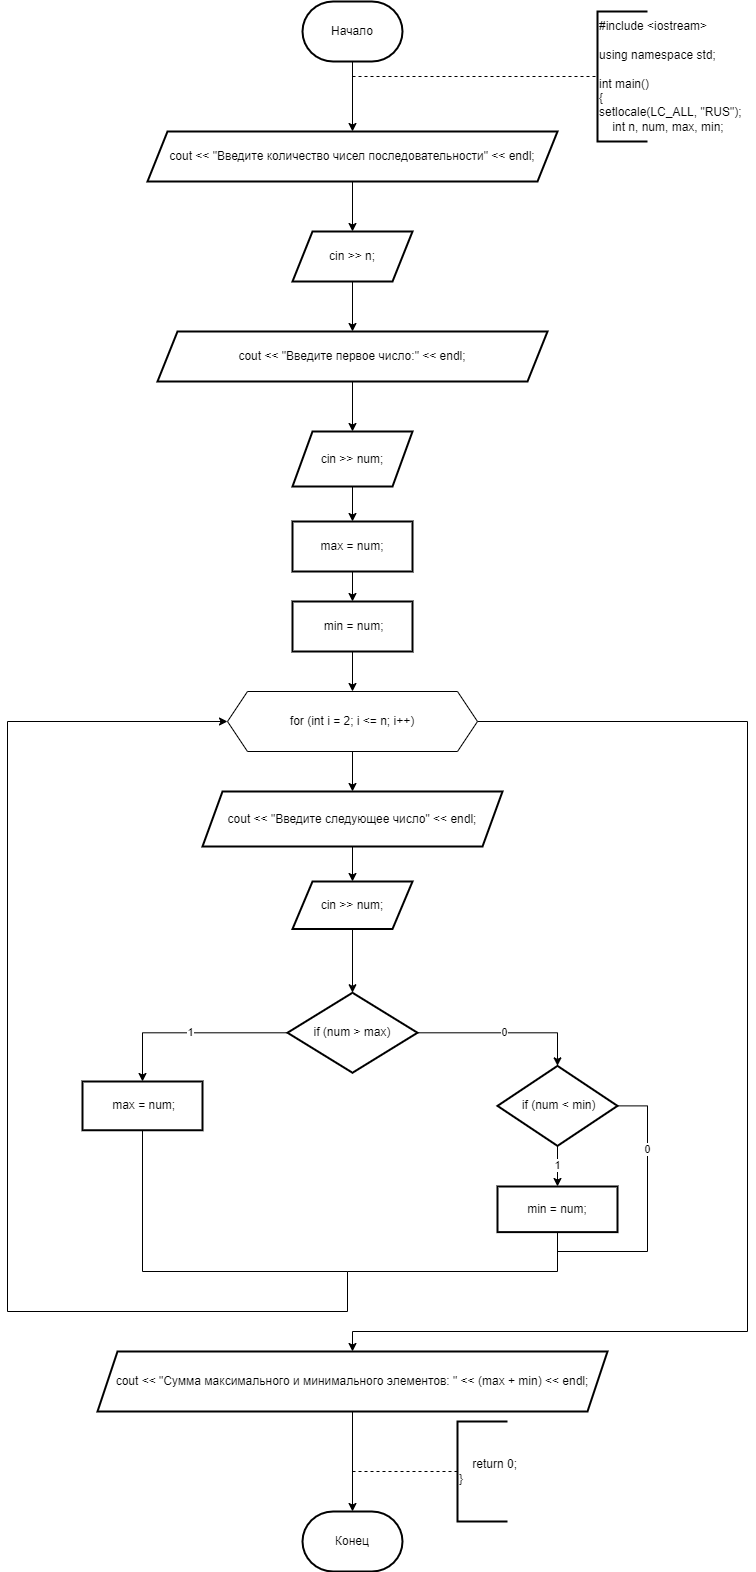 Начало
#include <iostream>
using namespace std;
int main()
{
setlocale(LC_ALL, "RUS");
int n, num, max, min;
cout << "Введите количество чисел последовательности" << endl;
cin >> n;
cout << "Введите первое число:" << endl;
cin >> num;
max = num;
min = num;
for (int i = 2; i <= n; i++)
cout << "Введите следующее число" << endl;
cin >> num;
if (num > max)
1
0
max = num;
if (num < min)
0
1
min = num;
cout << "Сумма максимального и минимального элементов: " << (max + min) << endl;
return 0;
}
Конец